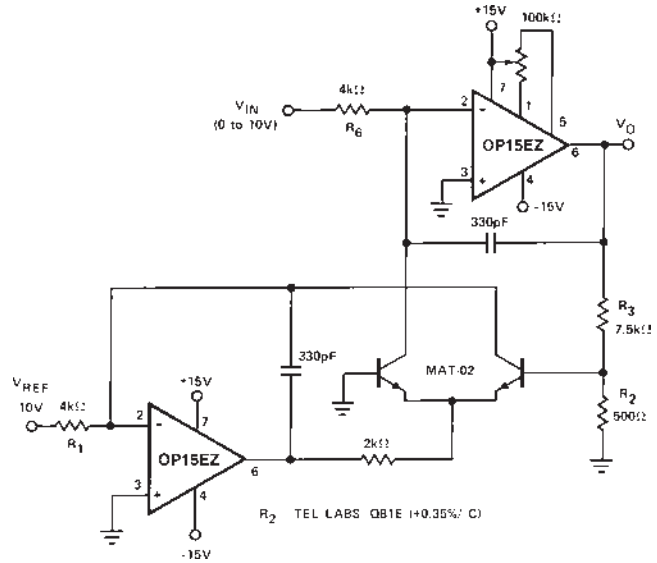 +15V
100kΩ
4kΩ
R6
VIN
(0 to 10V)
2
-
7
1
5
OP15EZ
6
VO
3
+
4
-15V
330pF
R3
7.5kΩ
R2
500Ω
330pF
MAT-02
VREF
10V
4kΩ
R1
+15V
2
-
7
OP15EZ
6
2kΩ
3
+
4
-15V
R2 TEL LABS QB1E (+0.35%/ C)